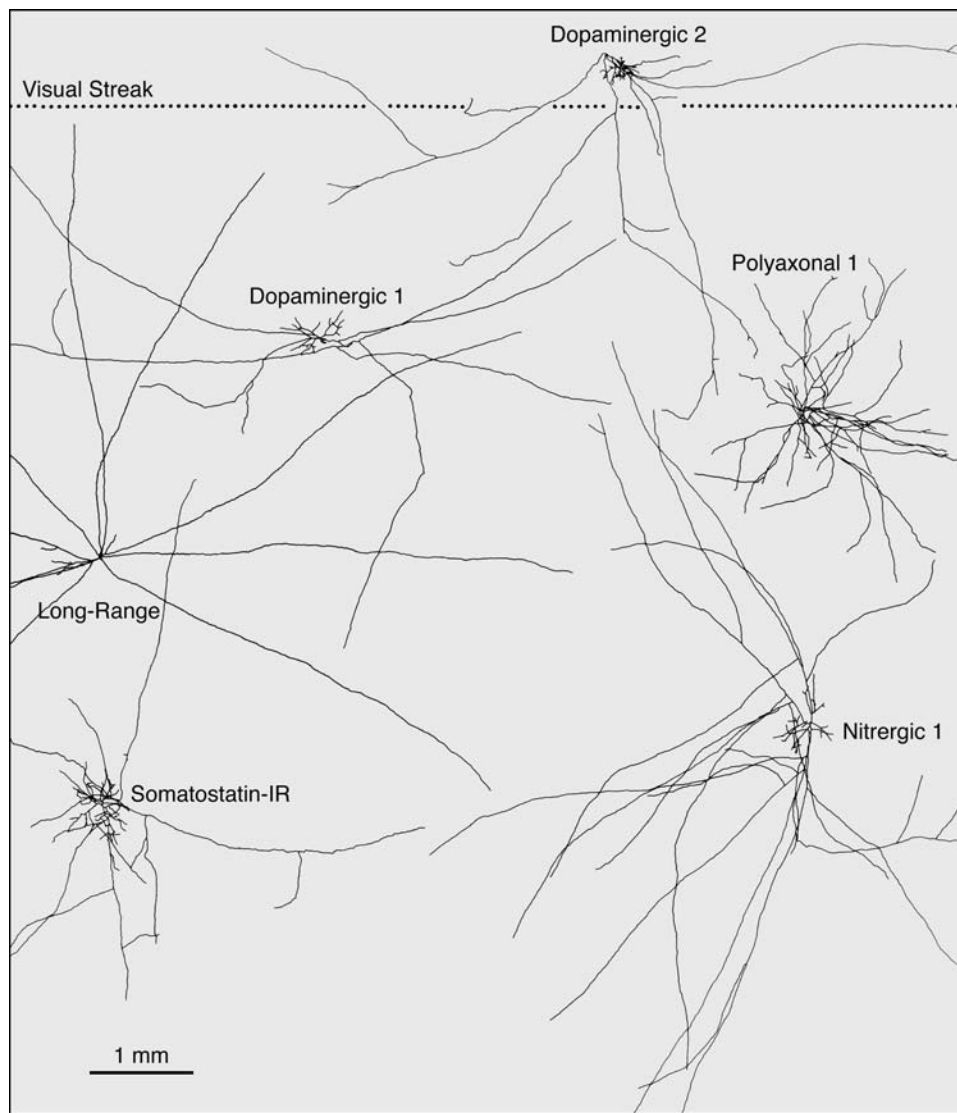 Dopaminergic 2
Visual Streak
Polyaxonal 1
Dopaminergic 1
Long-Range
Nitrergic 1
Somatostatin-IR
1 mm